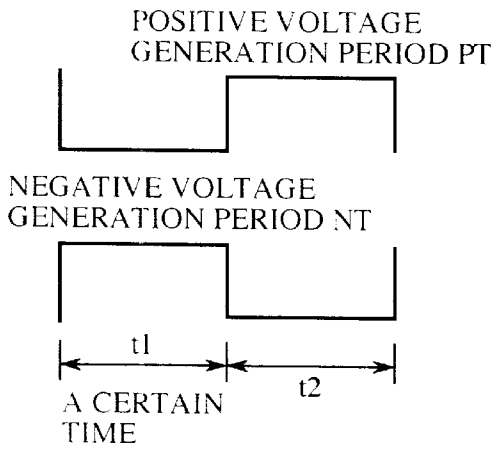 POSITIVE VOLTAGE
GENERATION PERIOD PT
NEGATIVE VOLTAGE
GENERATION PERIOD NT
t1
t2
A CERTAIN
TIME